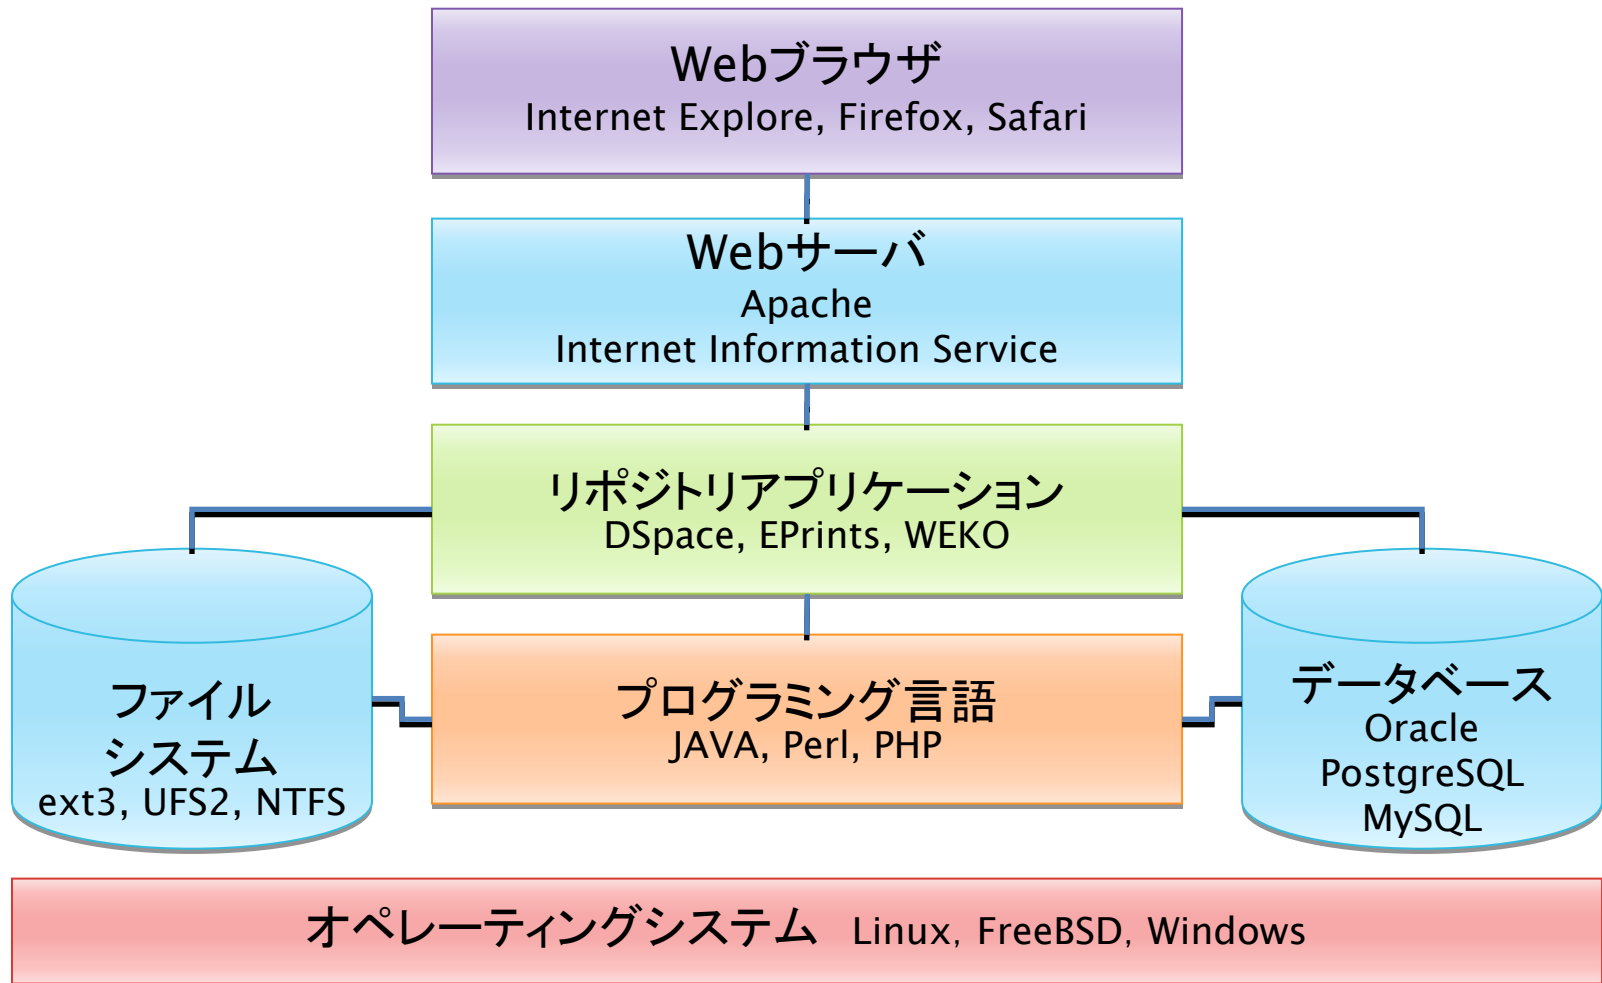 Webブラウザ
Internet Explore, Firefox, Safari
Webサーバ
Apache
Internet Information Service
リポジトリアプリケーション
DSpace, EPrints, WEKO
ファイル
システム
ext3, UFS2, NTFS
プログラミング言語
JAVA, Perl, PHP
データベース
Oracle
PostgreSQL
MySQL
オペレーティングシステム Linux, FreeBSD, Windows